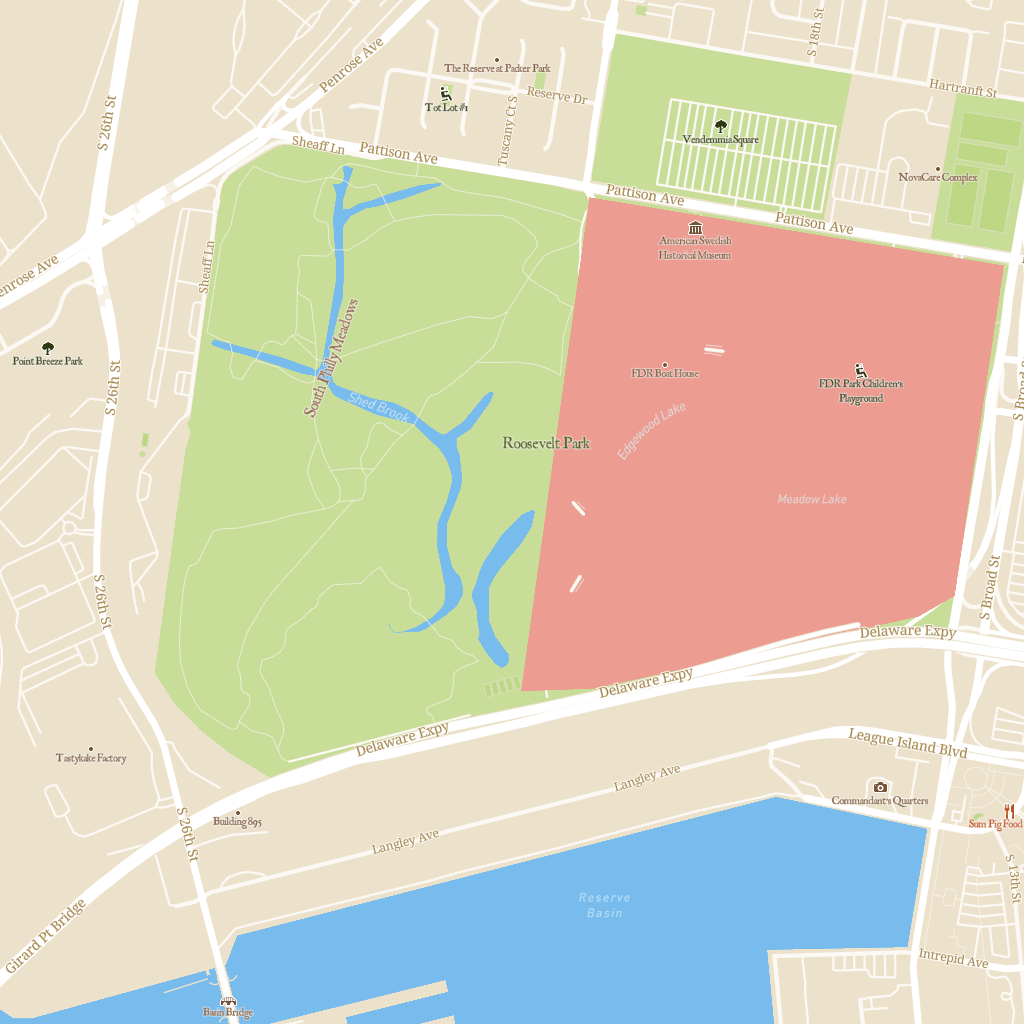 S 18th St
Penrose Ave
The Reserve at Packer Park
Hartranft St
Reserve Dr
Tot Lot #1
S 26th St
Tuscany Ct S
Vendemmia Square
Sheaff Ln
Pattison Ave
NovaCare Complex
Pattison Ave
Pattison Ave
American Swedish
Historical Museum
Sheaff Ln
Penrose Ave
Point Breeze Park
South Philly Meadows
FDR Boat House
FDR Park Children's
Playground
S 26th St
Shed Brook
Edgewood Lake
S Broad St
Roosevelt Park
Meadow Lake
S 26th St
S Broad St
Delaware Expy
Delaware Expy
Delaware Expy
League Island Blvd
Tastykake Factory
Langley Ave
Commandant's Quarters
Building 895
Sum Pig Food
S 26th St
Langley Ave
S 13th St
Reserve
Basin
Girard Pt Bridge
Intrepid Ave
Basin Bridge